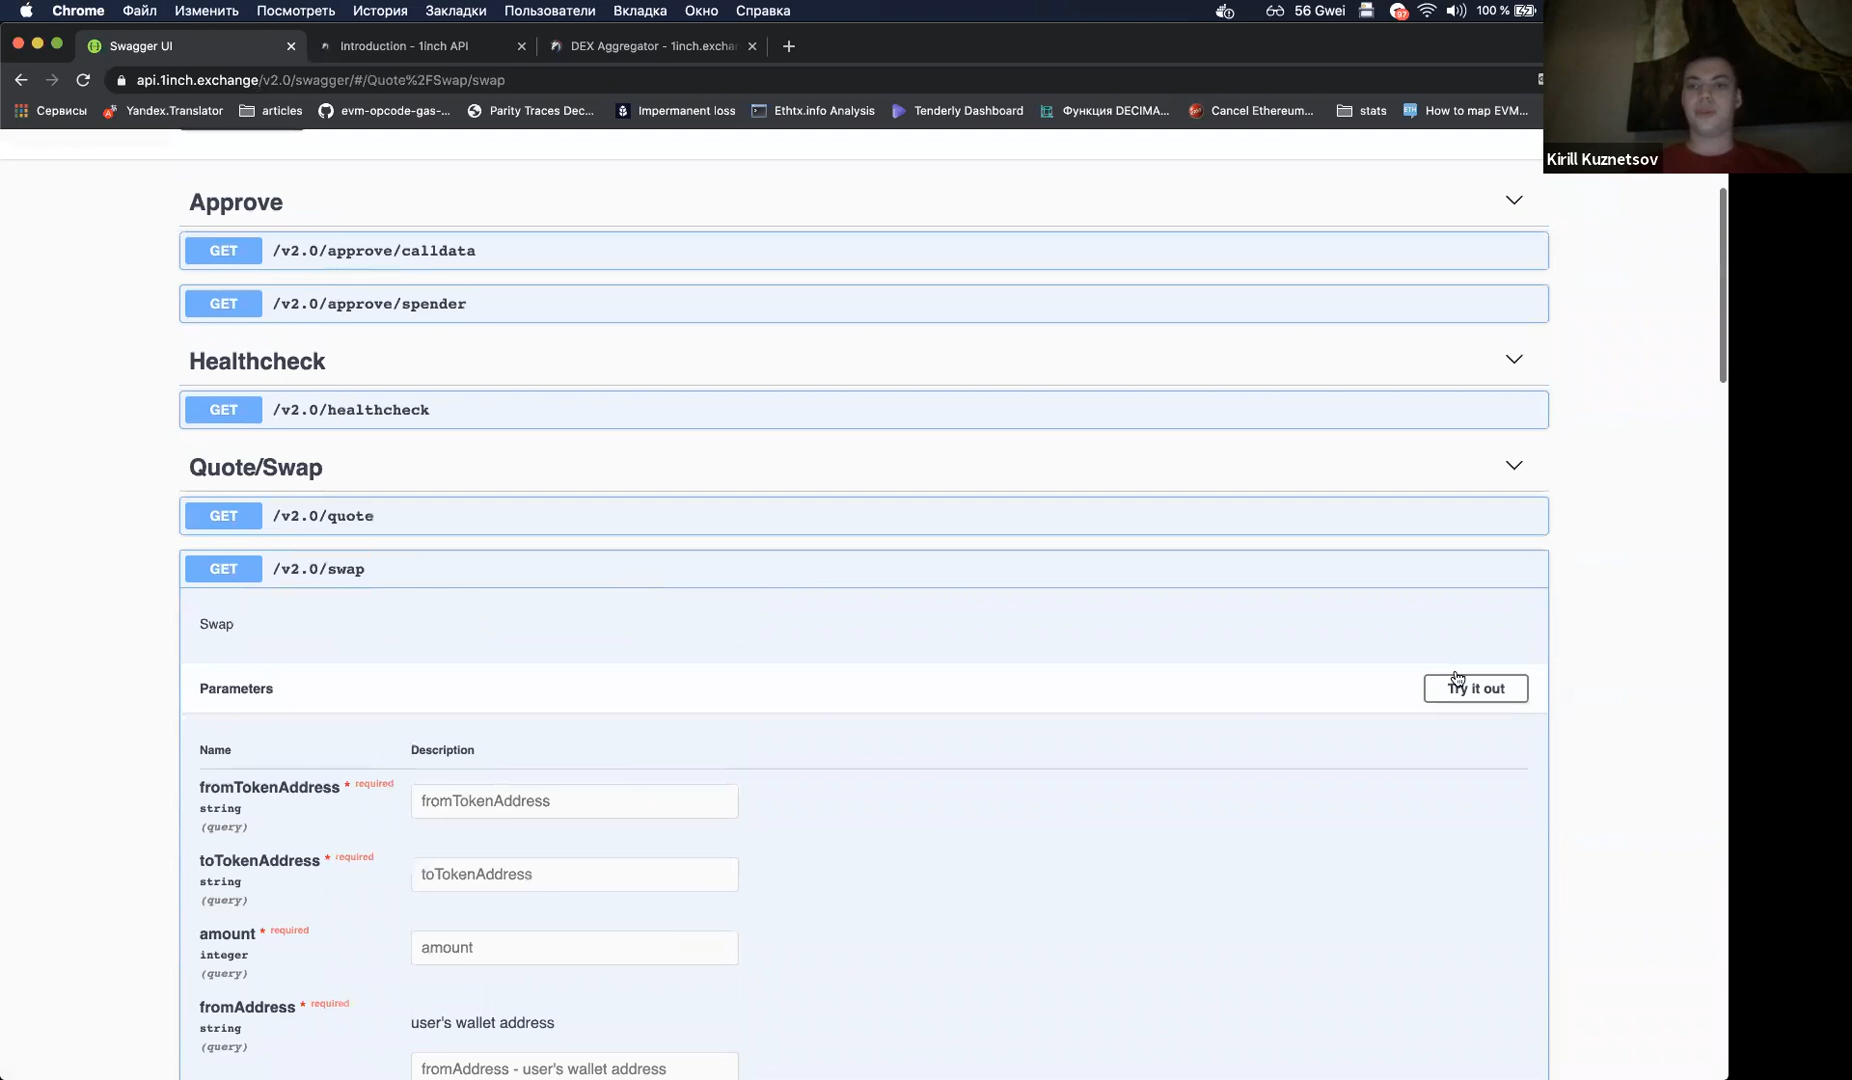 Chrome Файл Изменить Посмотреть История Закладки Пользователи Вкладка Окно Справка 56 Gwei 97 100 %
Swagger UI Introduction - 1inch API DEX Aggregator - 1inch.exchar
api.1inch.exchange/v2.0/swagger/#/Quote%2FSwap/swap
Сервисы Yandex.Translator articles evm-opcode-gas-... Parity Traces Dec... Impermanent loss Ethtx.info Analysis Tenderly Dashboard Функция DECIMA... Cancel Ethereum... stats How to map EVM...
Kirill Kuznetsov
Approve
GET /v2.0/approve/calldata
GET /v2.0/approve/spender
Healthcheck
GET /v2.0/healthcheck
Quote/Swap
GET /v2.0/quote
GET /v2.0/swap
Swap
Parameters Try it out
Name Description
fromTokenAddress * required
string
(query)
fromTokenAddress
toTokenAddress * required
string
(query)
toTokenAddress
amount * required
integer
(query)
amount
fromAddress * required
string
(query)
user's wallet address
fromAddress - user's wallet address